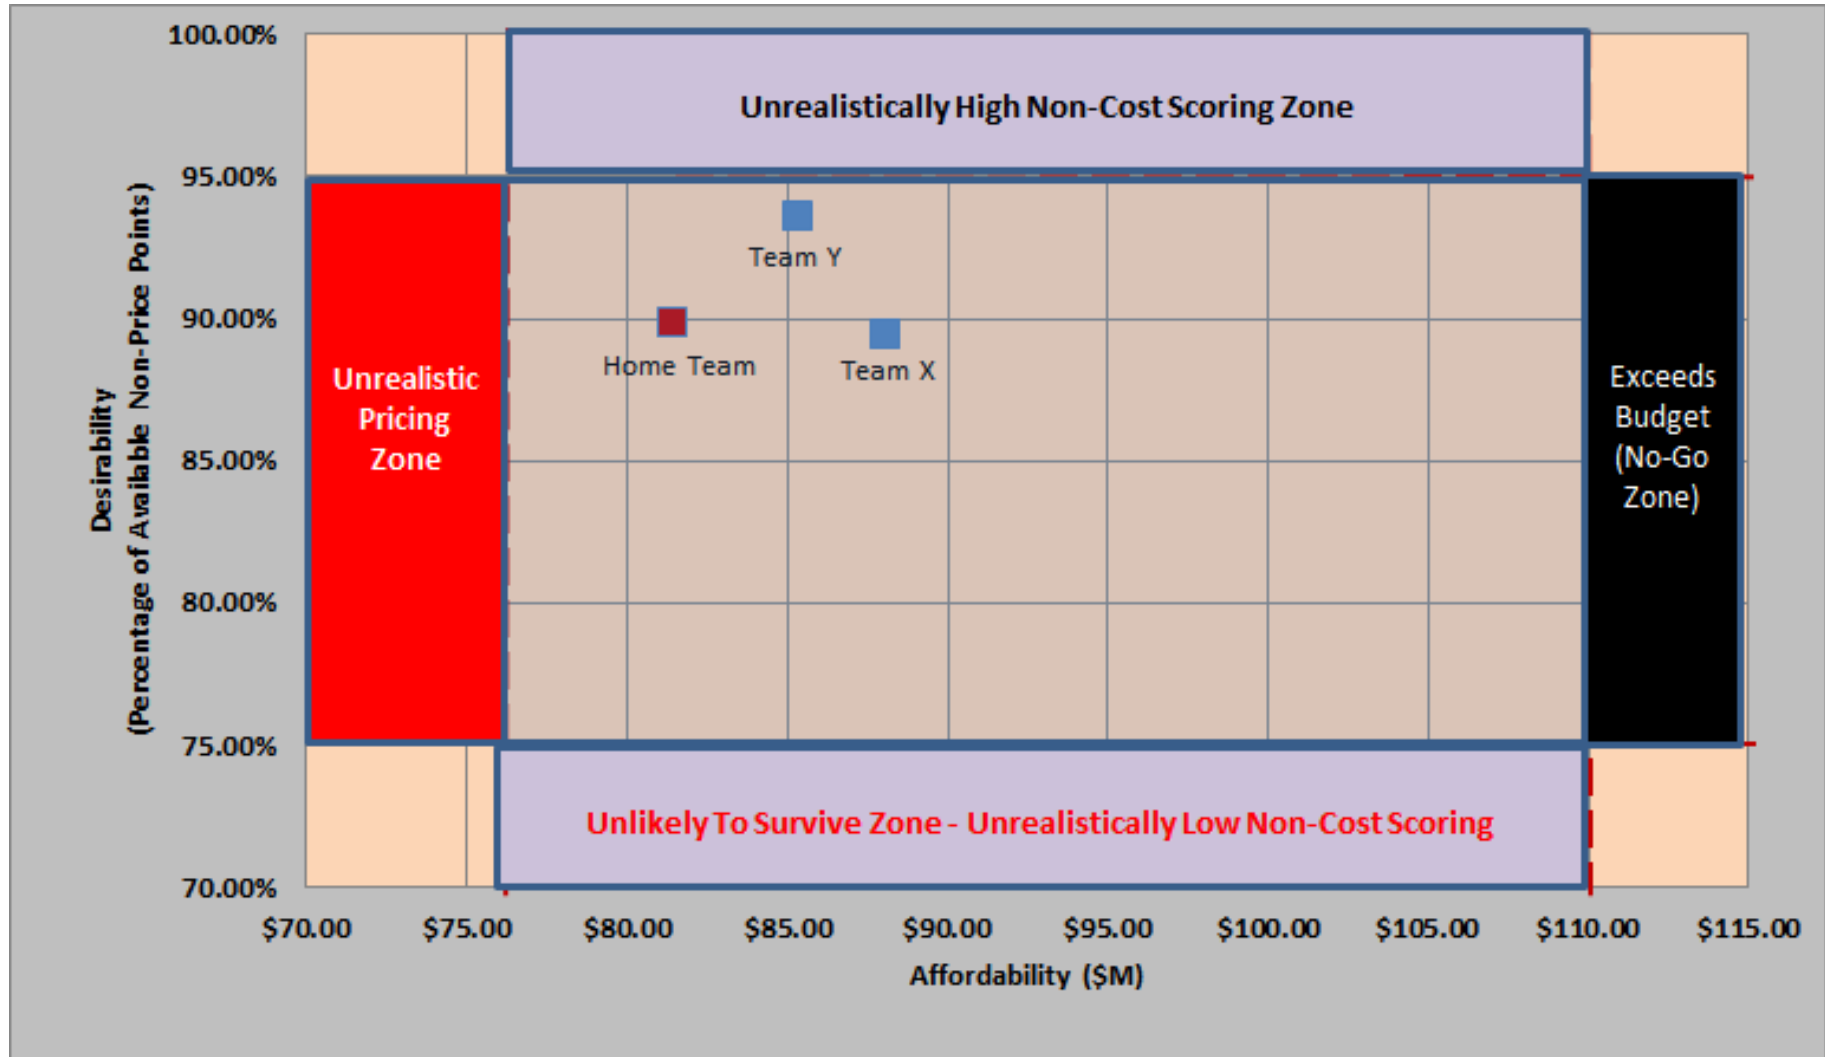 Desirability
(Percentage of Available Non-Price Points)
100.00%
95.00%
90.00%
85.00%
80.00%
75.00%
70.00%
Unrealistically High Non-Cost Scoring Zone
Unrealistic
Pricing
Zone
Team Y
Home Team
Team X
Exceeds
Budget
(No-Go
Zone)
Unlikely To Survive Zone - Unrealistically Low Non-Cost Scoring
$70.00
$75.00
$80.00
$85.00
$90.00
$95.00
$100.00
$105.00
$110.00
$115.00
Affordability ($M)